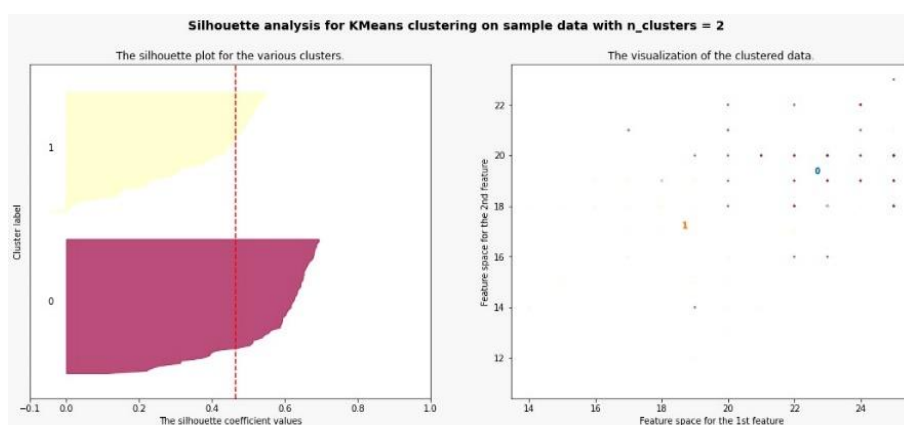 Silhouette analysis for KMeans clustering on sample data with n_clusters = 2
The silhouette plot for the various clusters.
Cluster label
1
0
−0.1 0.0 0.2 0.4 0.6 0.8 1.0
The silhouette coefficient values
The visualization of the clustered data.
Feature space for the 2nd feature
22
20
18
16
14
12
0
1
14 16 18 20 22 24
Feature space for the 1st feature